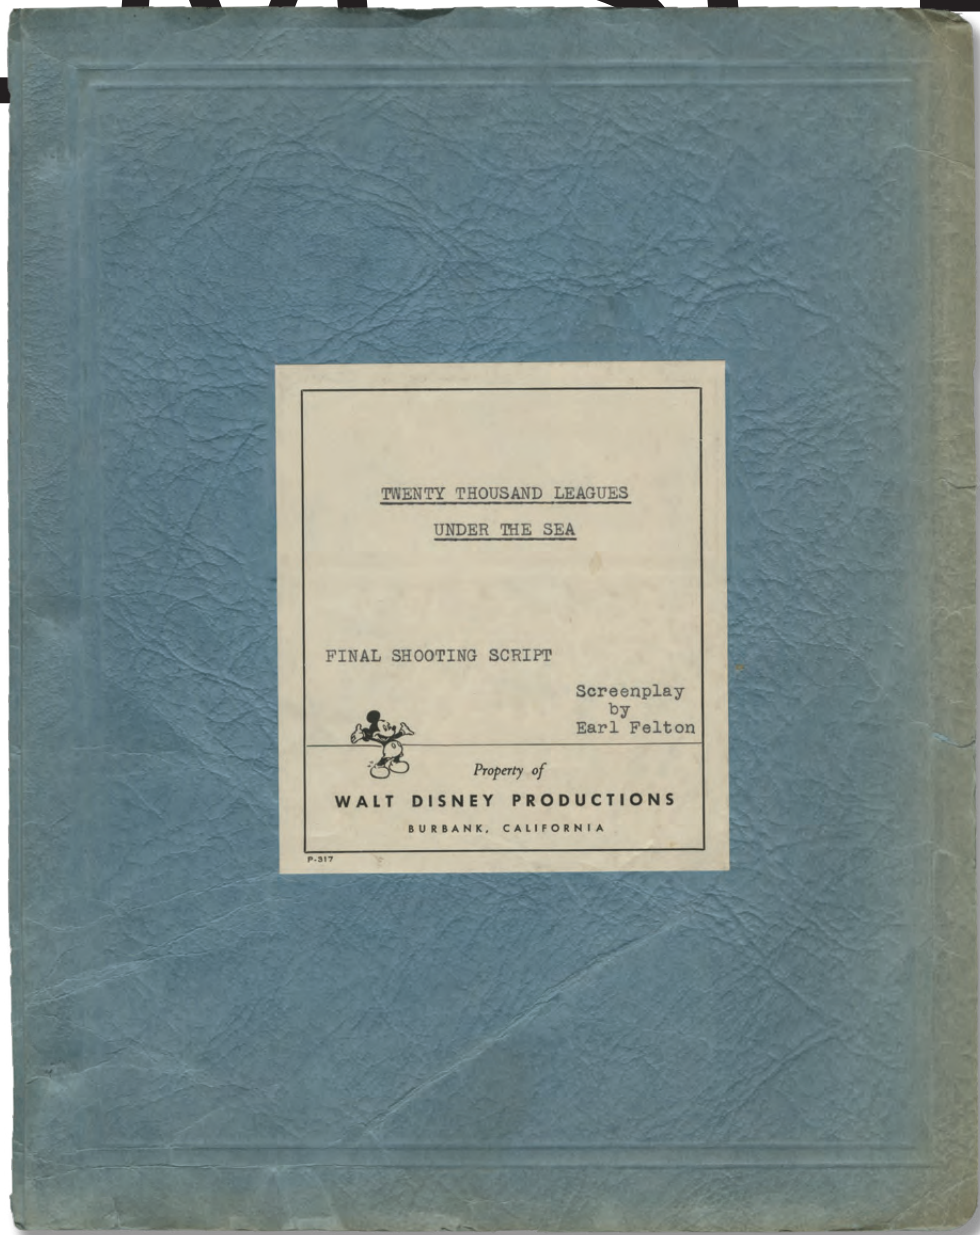 TWENTY THOUSAND LEAGUES
UNDER THE SEA
FINAL SHOOTING SCRIPT
Screenplay
by
Earl Felton
Property of
WALT DISNEY PRODUCTIONS
BURBANK, CALIFORNIA
P-317